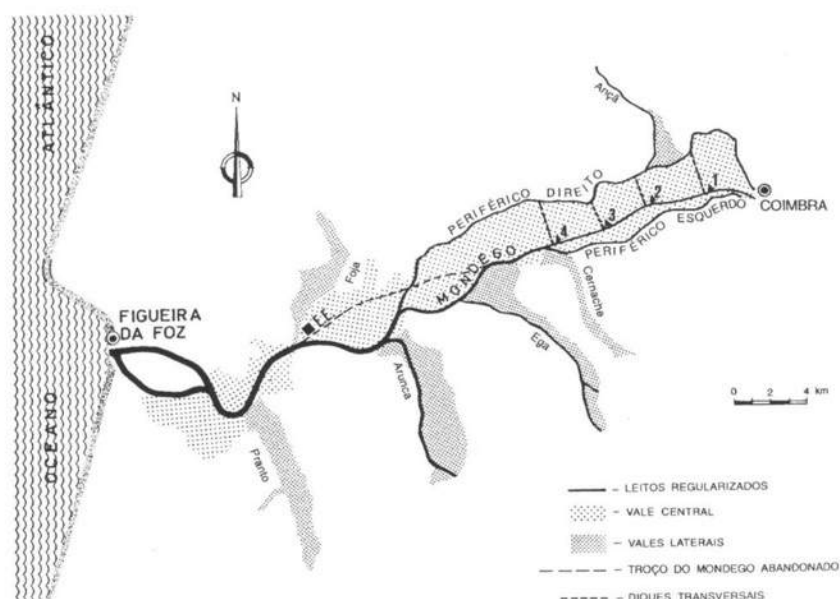 ATLÂNTICO
OCEANO
N
Ançã
PERIFÉRICO DIREITO
1
2
3
4
COIMBRA
PERIFÉRICO ESQUERDO
MONDEGO
Cernache
Foja
E.E.
FIGUEIRA
DA FOZ
Ega
Arunca
Pranto
0 2 4 km
– LEITOS REGULARIZADOS
– VALE CENTRAL
– VALES LATERAIS
– TROÇO DO MONDEGO ABANDONADO
– DIQUES TRANSVERSAIS